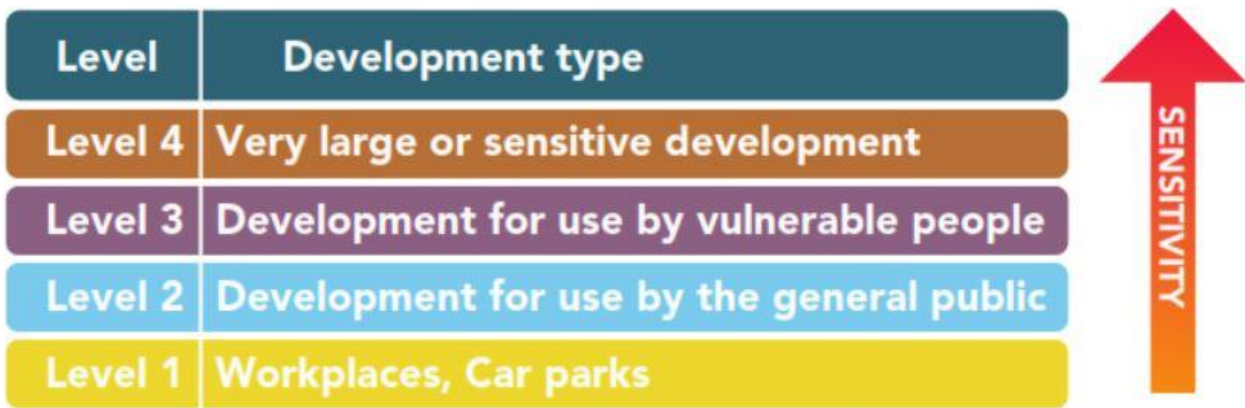 Level Development type
Level 4 Very large or sensitive development
Level 3 Development for use by vulnerable people
Level 2 Development for use by the general public
Level 1 Workplaces, Car parks
SENSITIVITY